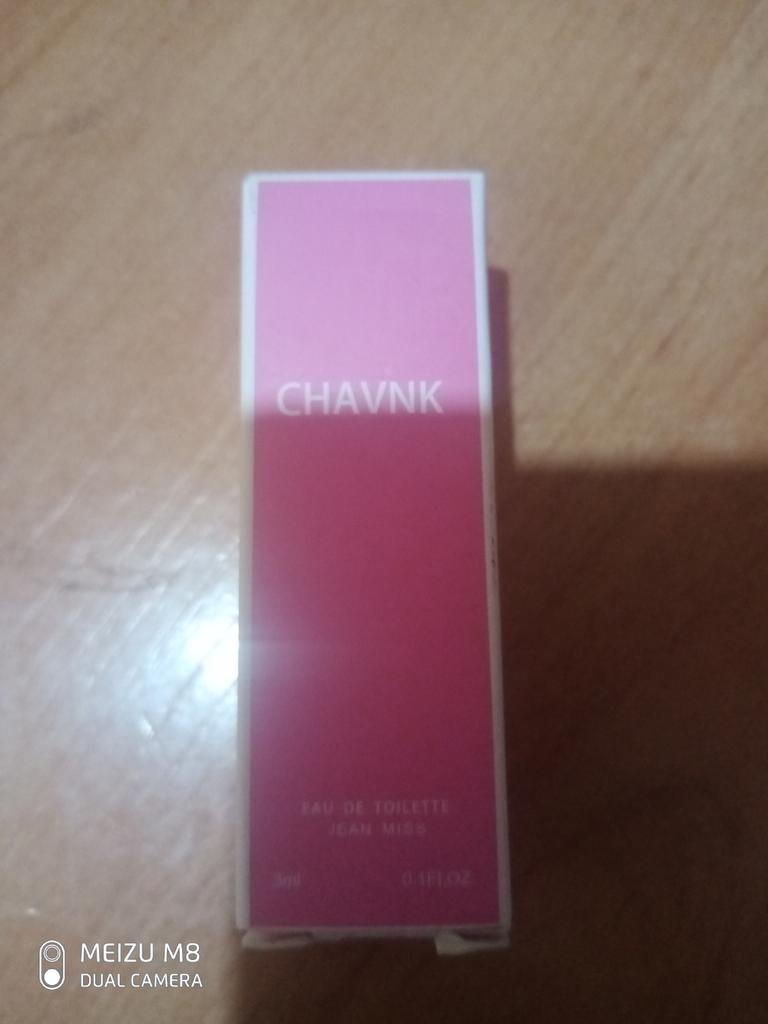 CHAVNK
EAU DE TOILETTE
JEAN MISS
3ml 0.1FL.OZ
MEIZU M8
DUAL CAMERA